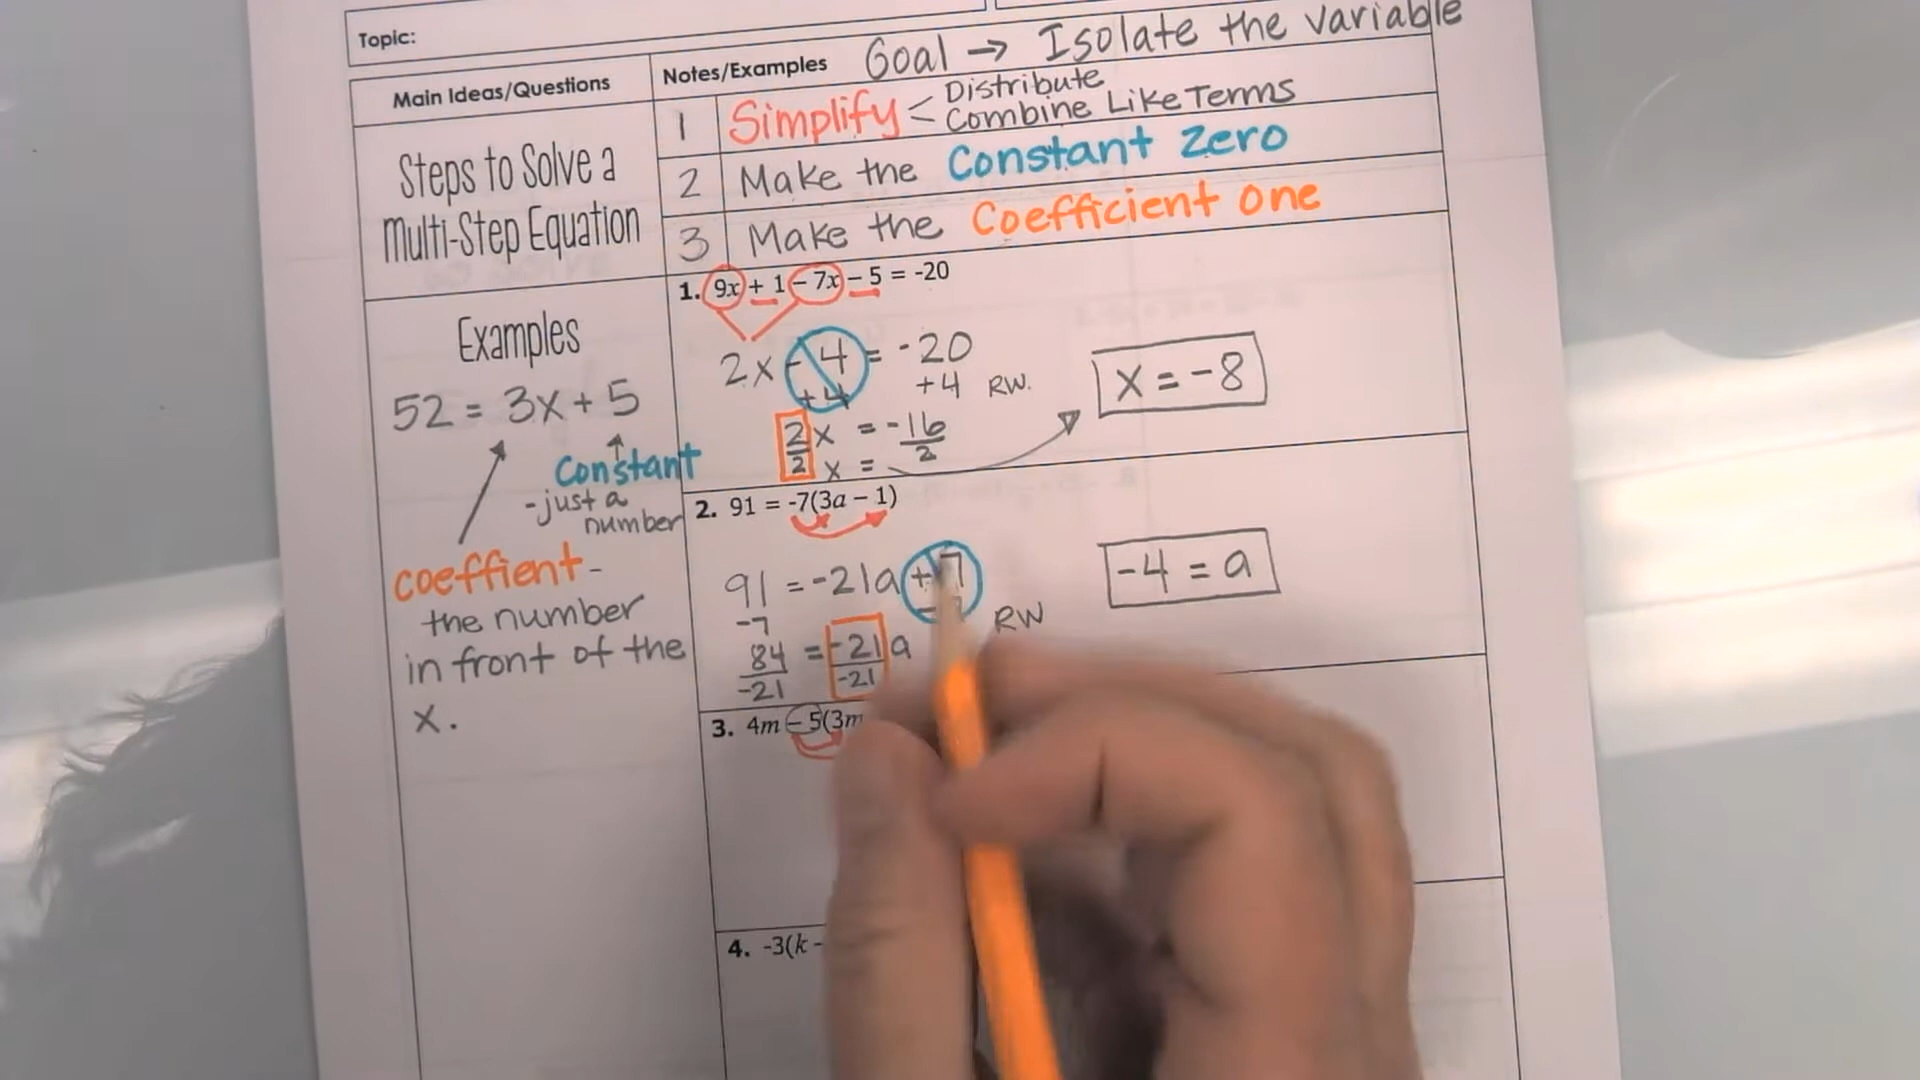 Topic:
Main Ideas/Questions
Notes/Examples
Goal → Isolate the variable
1 Simplify < Distribute
Combine Like Terms
2 Make the Constant Zero
3 Make the Coefficient one
Steps to Solve a
Multi-Step Equation
Examples
52 = 3x + 5
Constant
- just a
number
coeffient -
the number
in front of the
x.
1. 9x + 1 - 7x - 5 = -20
2x - 4 = -20
+4 +4 RW.
2/2 x = -16/2
x =
x = -8
2. 91 = -7(3a - 1)
91 = -21a + 7
-7 RW
84 = -21a
-21 -21
-4 = a
3. 4m - 5(3m
4. -3(k -